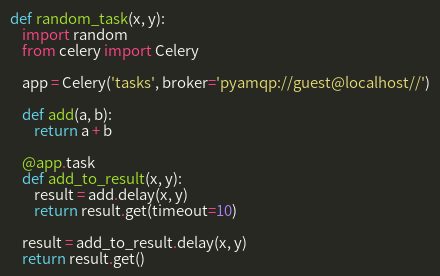 def random_task(x, y):
    import random
    from celery import Celery

    app = Celery('tasks', broker='pyamqp://guest@localhost//')

    def add(a, b):
        return a + b

    @app.task
    def add_to_result(x, y):
        result = add.delay(x, y)
        return result.get(timeout=10)

    result = add_to_result.delay(x, y)
    return result.get()